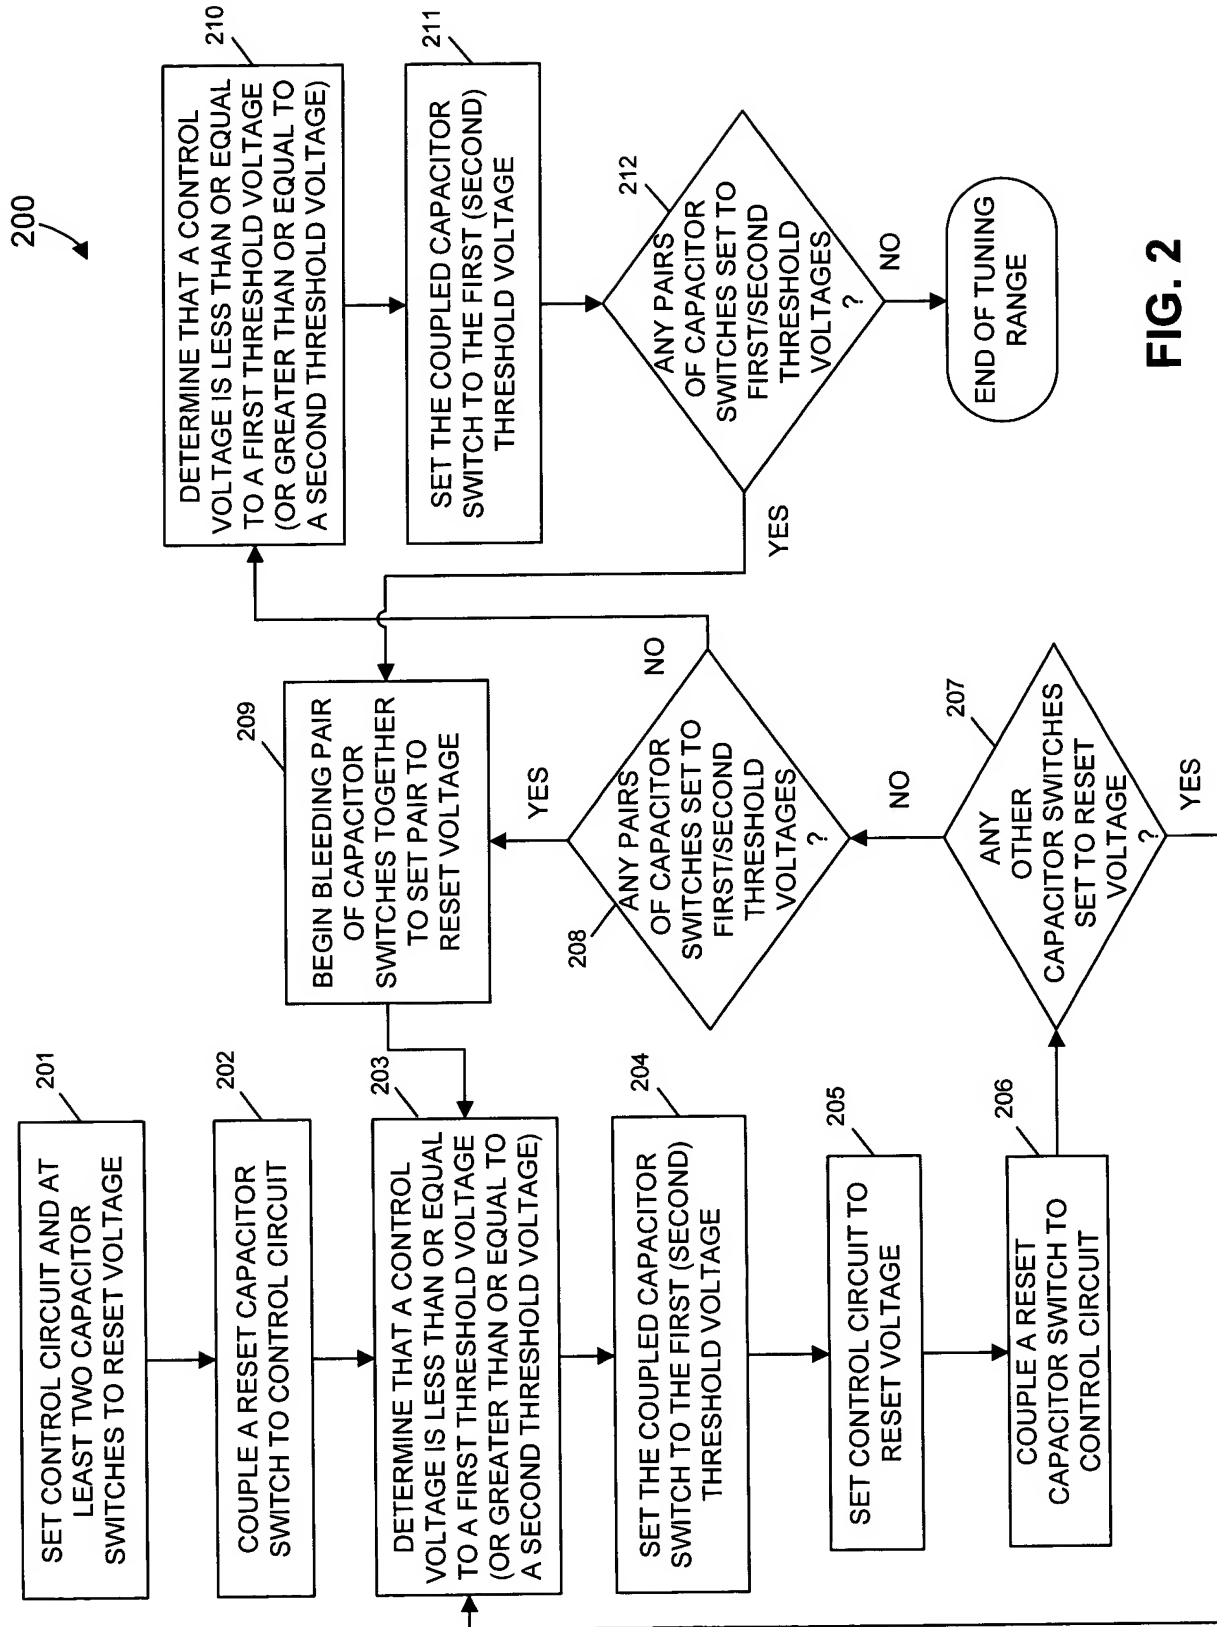 200
201
SET CONTROL CIRCUIT AND AT
LEAST TWO CAPACITOR
SWITCHES TO RESET VOLTAGE
202
COUPLE A RESET CAPACITOR
SWITCH TO CONTROL CIRCUIT
203
DETERMINE THAT A CONTROL
VOLTAGE IS LESS THAN OR EQUAL
TO A FIRST THRESHOLD VOLTAGE
(OR GREATER THAN OR EQUAL TO
A SECOND THRESHOLD VOLTAGE)
204
SET THE COUPLED CAPACITOR
SWITCH TO THE FIRST (SECOND)
THRESHOLD VOLTAGE
205
SET CONTROL CIRCUIT TO
RESET VOLTAGE
206
COUPLE A RESET
CAPACITOR SWITCH TO
CONTROL CIRCUIT
207
ANY
OTHER
CAPACITOR SWITCHES
SET TO RESET
VOLTAGE
?
YES
NO
208
ANY PAIRS
OF CAPACITOR
SWITCHES SET TO
FIRST/SECOND
THRESHOLD
VOLTAGES
?
YES
NO
209
BEGIN BLEEDING PAIR
OF CAPACITOR
SWITCHES TOGETHER
TO SET PAIR TO
RESET VOLTAGE
210
DETERMINE THAT A CONTROL
VOLTAGE IS LESS THAN OR EQUAL
TO A FIRST THRESHOLD VOLTAGE
(OR GREATER THAN OR EQUAL TO
A SECOND THRESHOLD VOLTAGE)
211
SET THE COUPLED CAPACITOR
SWITCH TO THE FIRST (SECOND)
THRESHOLD VOLTAGE
212
ANY PAIRS
OF CAPACITOR
SWITCHES SET TO
FIRST/SECOND
THRESHOLD
VOLTAGES
?
YES
NO
END OF TUNING
RANGE
FIG. 2